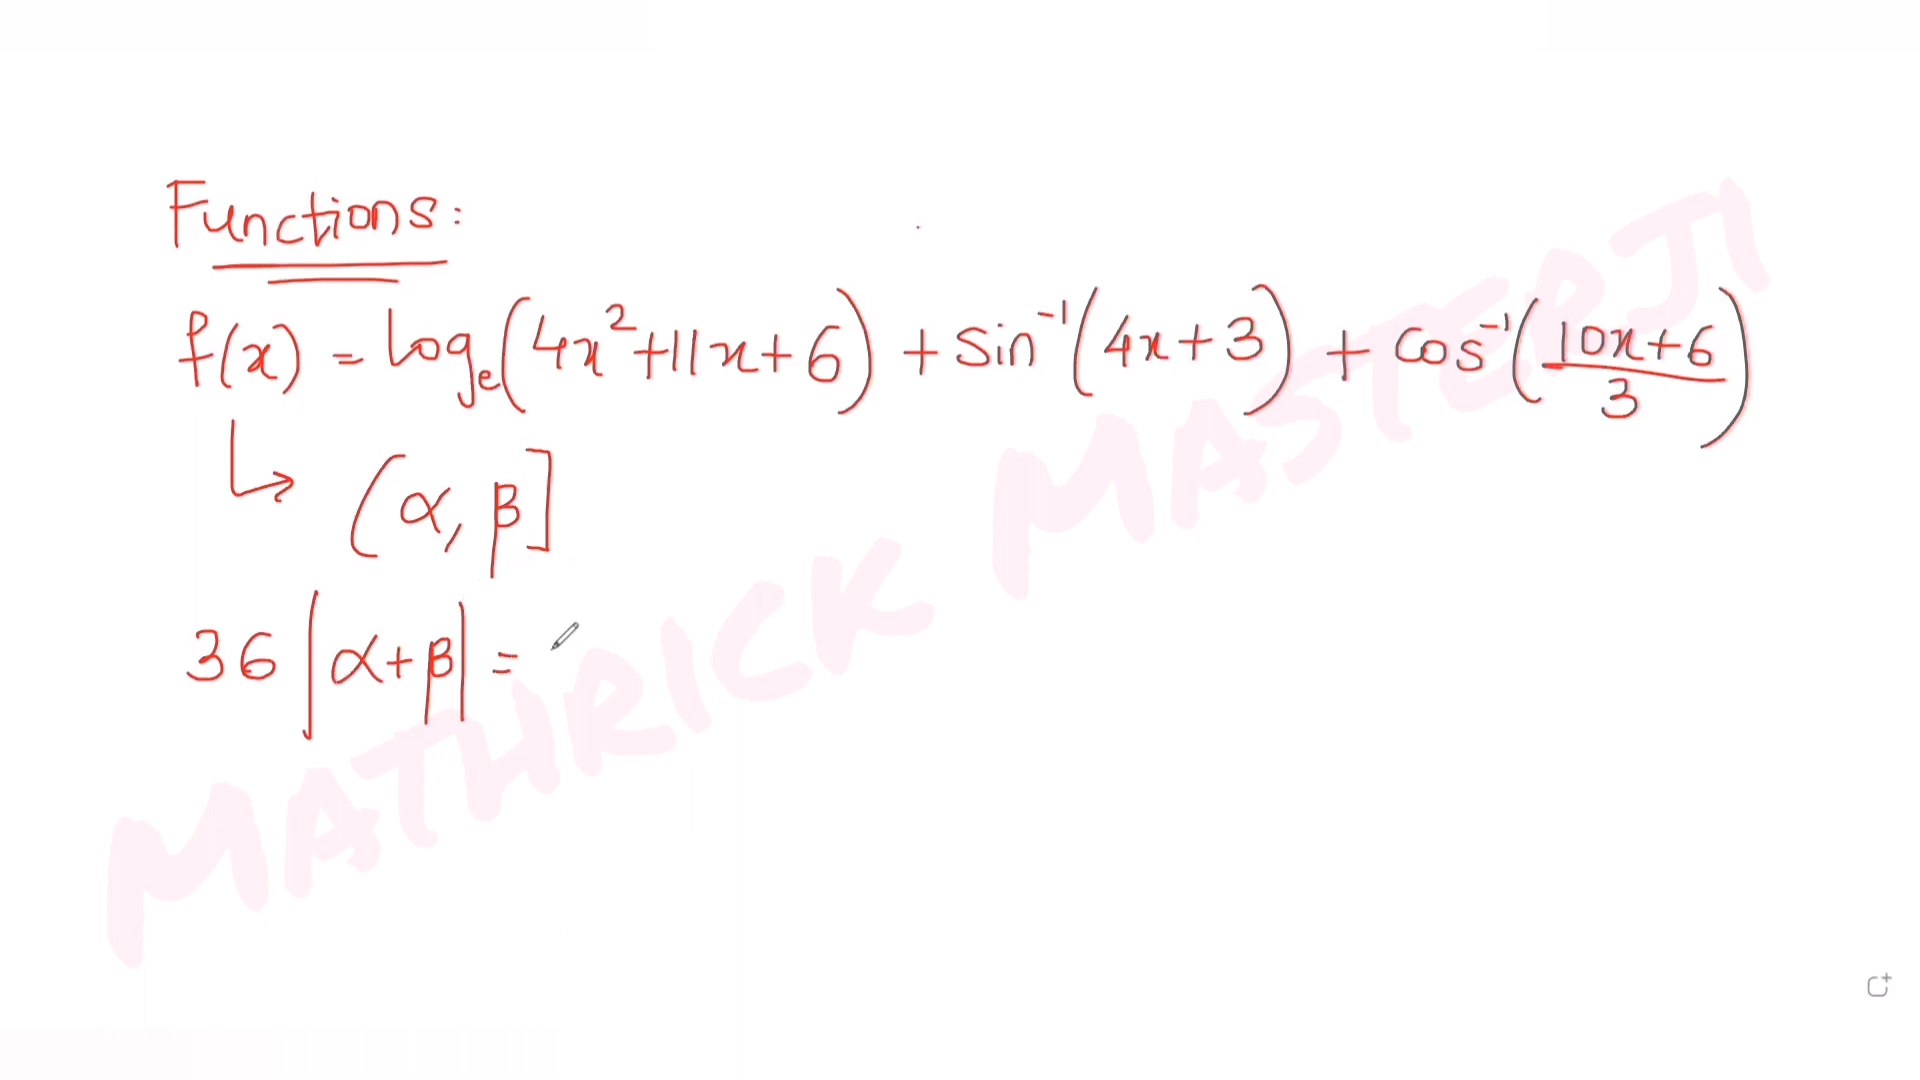 Functions:
f(x) = log_e(4x²+11x+6) + Sin⁻¹(4x+3) + Cos⁻¹((10x+6)/3)
↳ (α, β]
36 |α+β| =
MATHRICK MASTERJI